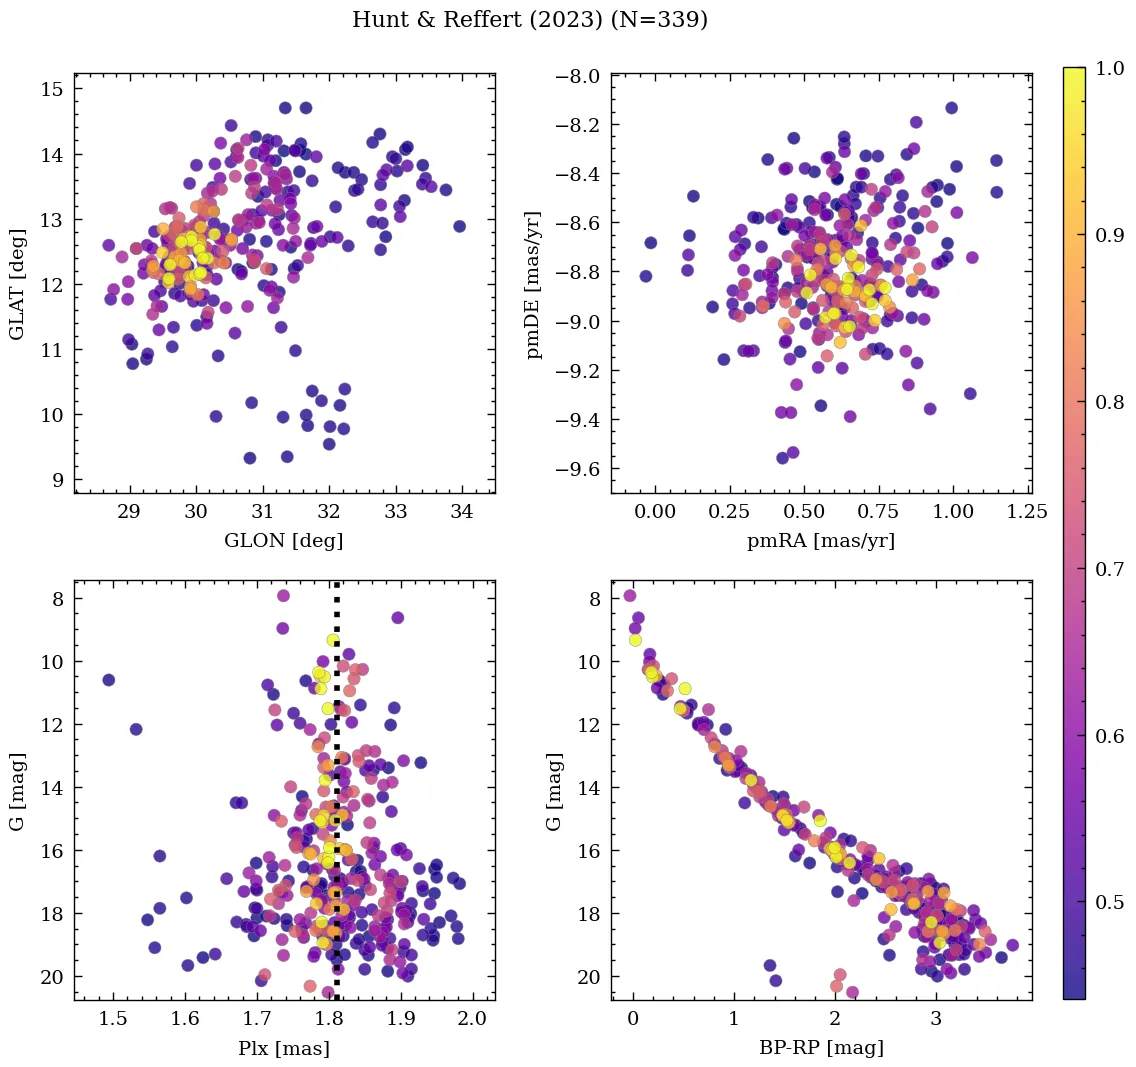 Hunt & Reffert (2023) (N=339)
15
14
13
12
11
10
9
GLAT [deg]
29 30 31 32 33 34
GLON [deg]
−8.0
−8.2
−8.4
−8.6
−8.8
−9.0
−9.2
−9.4
−9.6
pmDE [mas/yr]
0.00 0.25 0.50 0.75 1.00 1.25
pmRA [mas/yr]
8
10
12
14
16
18
20
G [mag]
1.5 1.6 1.7 1.8 1.9 2.0
Plx [mas]
8
10
12
14
16
18
20
G [mag]
0 1 2 3
BP-RP [mag]
1.0
0.9
0.8
0.7
0.6
0.5